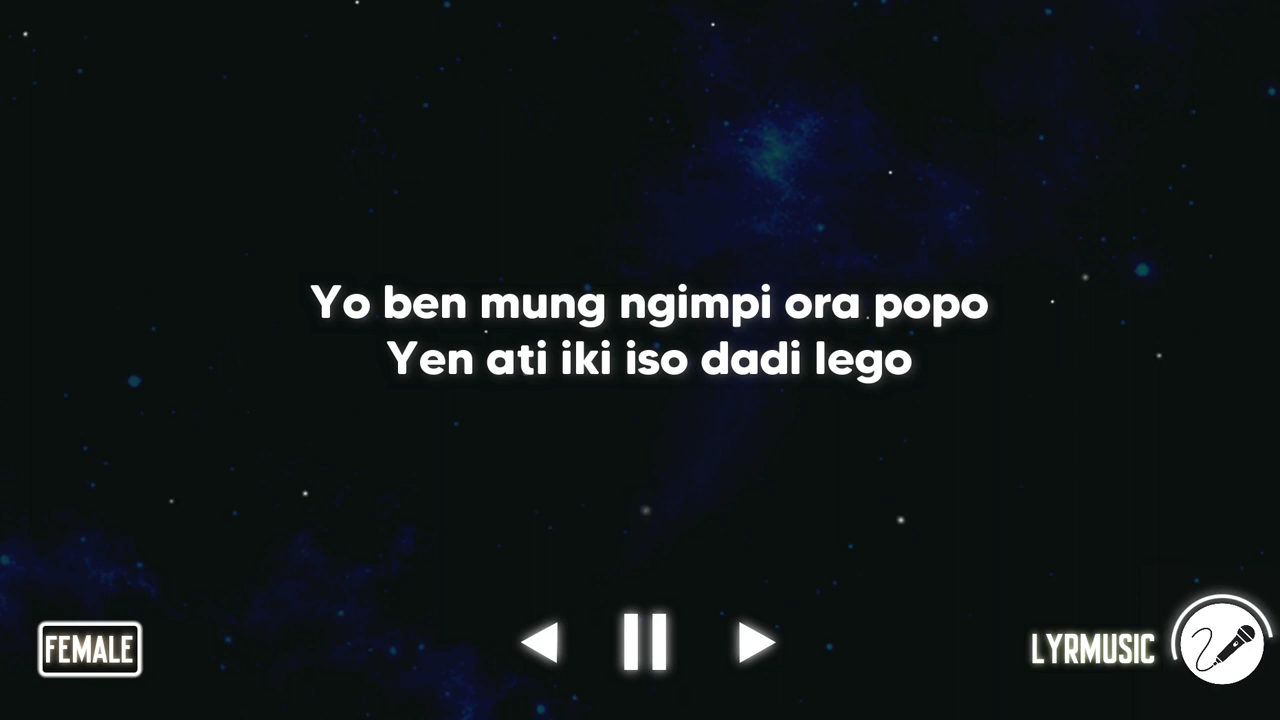 Yo ben mung ngimpi ora popo
Yen ati iki iso dadi lego
FEMALE
LYRMUSIC